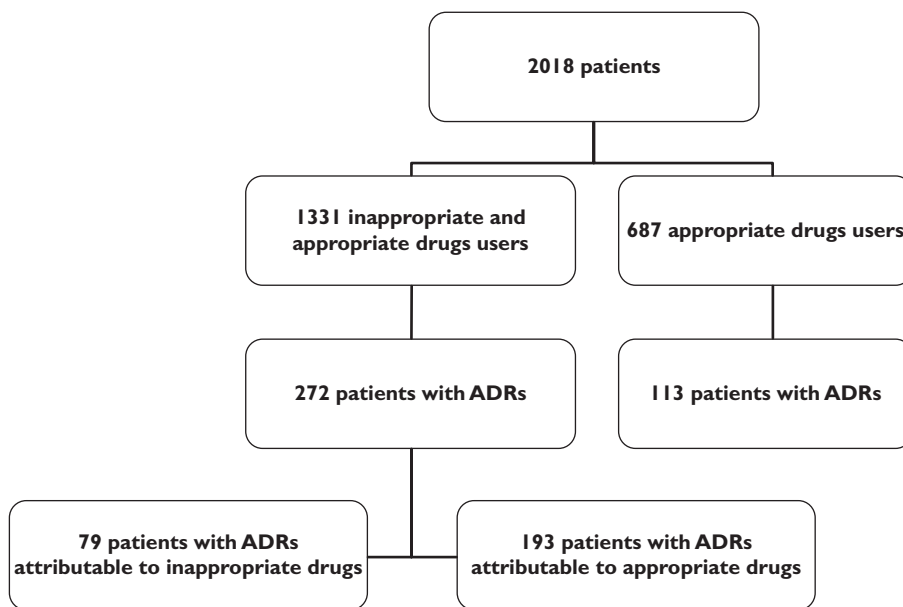 2018 patients
1331 inappropriate and
appropriate drugs users
687 appropriate drugs users
272 patients with ADRs
113 patients with ADRs
79 patients with ADRs
attributable to inappropriate drugs
193 patients with ADRs
attributable to appropriate drugs